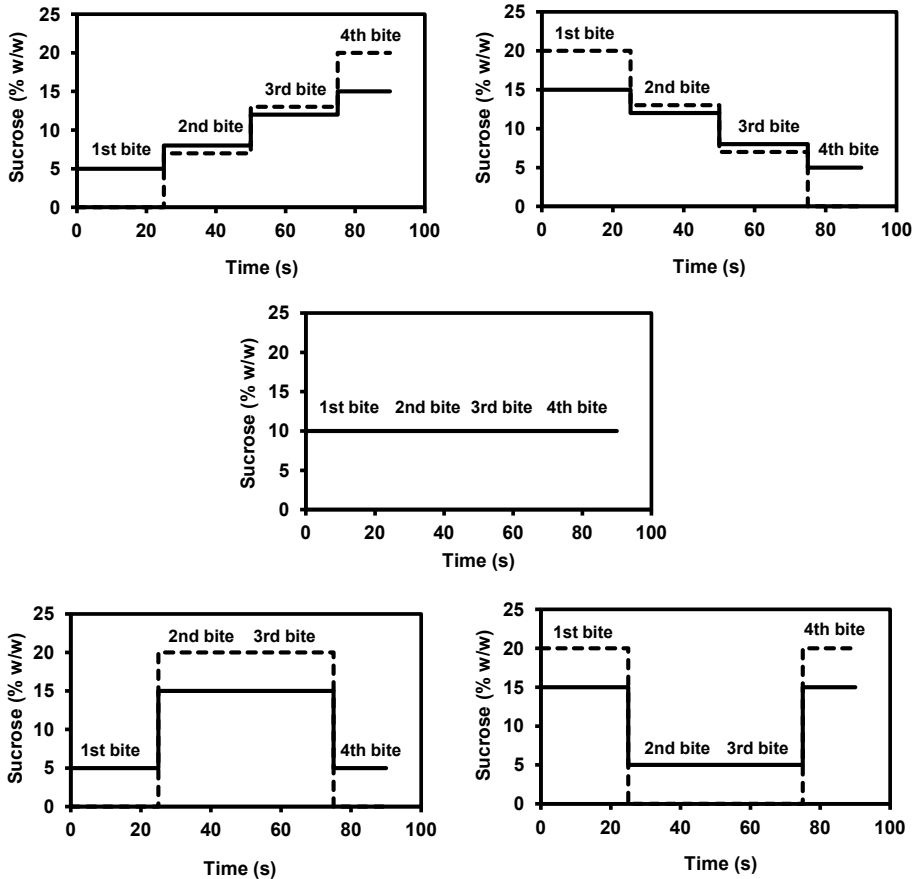 Sucrose (% w/w)
25
20
15
10
5
0
1st bite
2nd bite
3rd bite
4th bite
0 20 40 60 80 100
Time (s)
Sucrose (% w/w)
25
20
15
10
5
0
1st bite
2nd bite
3rd bite
4th bite
0 20 40 60 80 100
Time (s)
Sucrose (% w/w)
25
20
15
10
5
0
1st bite 2nd bite 3rd bite 4th bite
0 20 40 60 80 100
Time (s)
Sucrose (% w/w)
25
20
15
10
5
0
2nd bite 3rd bite
1st bite 4th bite
0 20 40 60 80 100
Time (s)
Sucrose (% w/w)
25
20
15
10
5
0
1st bite 4th bite
2nd bite 3rd bite
0 20 40 60 80 100
Time (s)